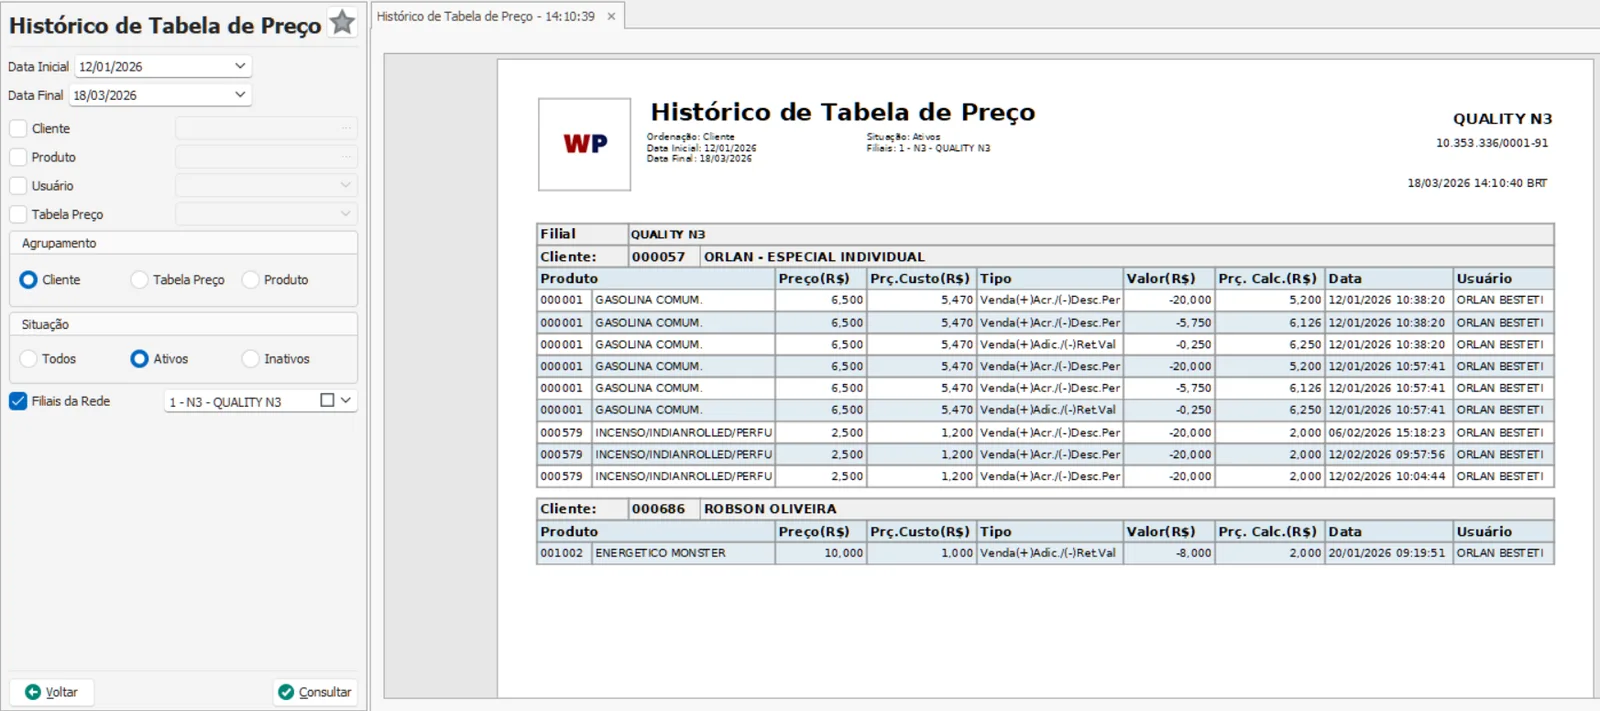 Histórico de Tabela de Preço
Data Inicial 12/01/2026
Data Final 18/03/2026
Cliente
Produto
Usuário
Tabela Preço
Agrupamento
Cliente Tabela Preço Produto
Situação
Todos Ativos Inativos
Filiais da Rede 1 - N3 - QUALITY N3
Voltar Consultar
Histórico de Tabela de Preço - 14:10:39
WP
Histórico de Tabela de Preço
Ordenação: Cliente Situação: Ativos
Data Inicial: 12/01/2026 Filiais: 1 - N3 - QUALITY N3
Data Final: 18/03/2026
QUALITY N3
10.353.336/0001-91
18/03/2026 14:10:40 BRT
Filial QUALITY N3
Cliente: 000057 ORLAN - ESPECIAL INDIVIDUAL
Produto Preço(R$) Prç.Custo(R$) Tipo Valor(R$) Prç. Calc.(R$) Data Usuário
000001 GASOLINA COMUM. 6,500 5,470 Venda(+)Acr./(-)Desc.Per -20,000 5,200 12/01/2026 10:38:20 ORLAN BESTETI
000001 GASOLINA COMUM. 6,500 5,470 Venda(+)Acr./(-)Desc.Per -5,750 6,126 12/01/2026 10:38:20 ORLAN BESTETI
000001 GASOLINA COMUM. 6,500 5,470 Venda(+)Adic./(-)Ret.Val -0,250 6,250 12/01/2026 10:38:20 ORLAN BESTETI
000001 GASOLINA COMUM. 6,500 5,470 Venda(+)Acr./(-)Desc.Per -20,000 5,200 12/01/2026 10:57:41 ORLAN BESTETI
000001 GASOLINA COMUM. 6,500 5,470 Venda(+)Acr./(-)Desc.Per -5,750 6,126 12/01/2026 10:57:41 ORLAN BESTETI
000001 GASOLINA COMUM. 6,500 5,470 Venda(+)Adic./(-)Ret.Val -0,250 6,250 12/01/2026 10:57:41 ORLAN BESTETI
000579 INCENSO/INDIANROLLED/PERFU 2,500 1,200 Venda(+)Acr./(-)Desc.Per -20,000 2,000 06/02/2026 15:18:23 ORLAN BESTETI
000579 INCENSO/INDIANROLLED/PERFU 2,500 1,200 Venda(+)Acr./(-)Desc.Per -20,000 2,000 12/02/2026 09:57:56 ORLAN BESTETI
000579 INCENSO/INDIANROLLED/PERFU 2,500 1,200 Venda(+)Acr./(-)Desc.Per -20,000 2,000 12/02/2026 10:04:44 ORLAN BESTETI
Cliente: 000686 ROBSON OLIVEIRA
Produto Preço(R$) Prç.Custo(R$) Tipo Valor(R$) Prç. Calc.(R$) Data Usuário
001002 ENERGETICO MONSTER 10,000 1,000 Venda(+)Adic./(-)Ret.Val -8,000 2,000 20/01/2026 09:19:51 ORLAN BESTETI